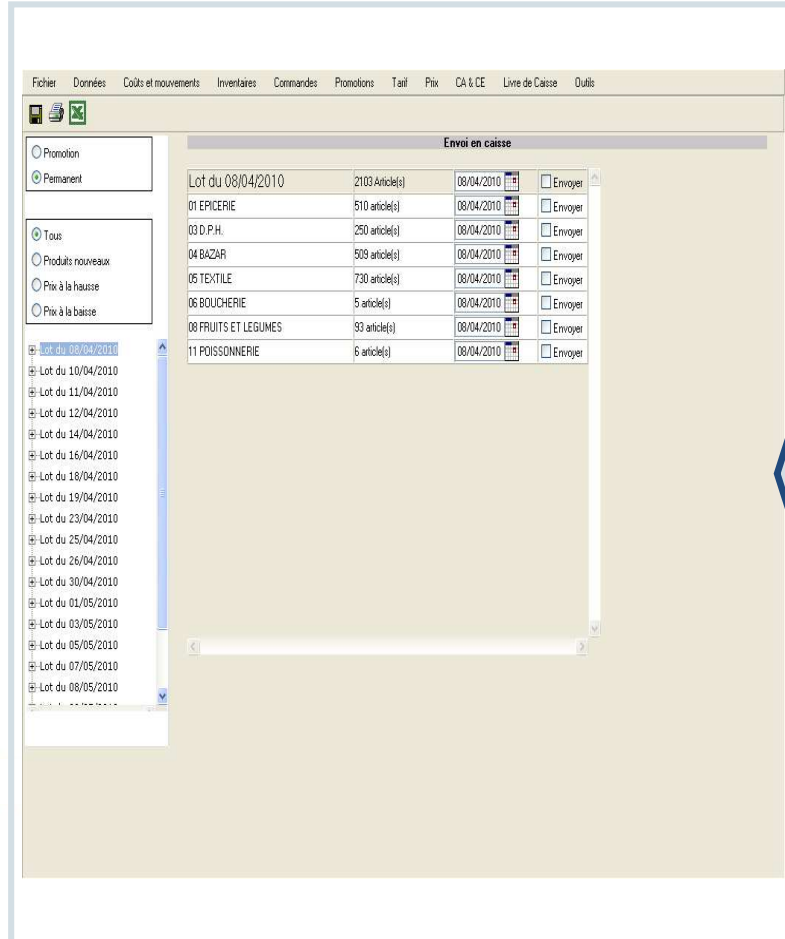 Fichier Données Coûts et mouvements Inventaires Commandes Promotions Tarif Prix CA & CE Livre de Caisse Outils
Envoi en caisse
Promotion
Permanent
Tous
Produits nouveaux
Prix à la hausse
Prix à la baisse
Lot du 08/04/2010
Lot du 10/04/2010
Lot du 11/04/2010
Lot du 12/04/2010
Lot du 14/04/2010
Lot du 16/04/2010
Lot du 18/04/2010
Lot du 19/04/2010
Lot du 23/04/2010
Lot du 25/04/2010
Lot du 26/04/2010
Lot du 30/04/2010
Lot du 01/05/2010
Lot du 03/05/2010
Lot du 05/05/2010
Lot du 07/05/2010
Lot du 08/05/2010
Lot du 08/04/2010 2103 Article(s) 08/04/2010 Envoyer
01 EPICERIE 510 article(s) 08/04/2010 Envoyer
03 D.P.H. 250 article(s) 08/04/2010 Envoyer
04 BAZAR 509 article(s) 08/04/2010 Envoyer
05 TEXTILE 730 article(s) 08/04/2010 Envoyer
06 BOUCHERIE 5 article(s) 08/04/2010 Envoyer
08 FRUITS ET LEGUMES 93 article(s) 08/04/2010 Envoyer
11 POISSONNERIE 6 article(s) 08/04/2010 Envoyer